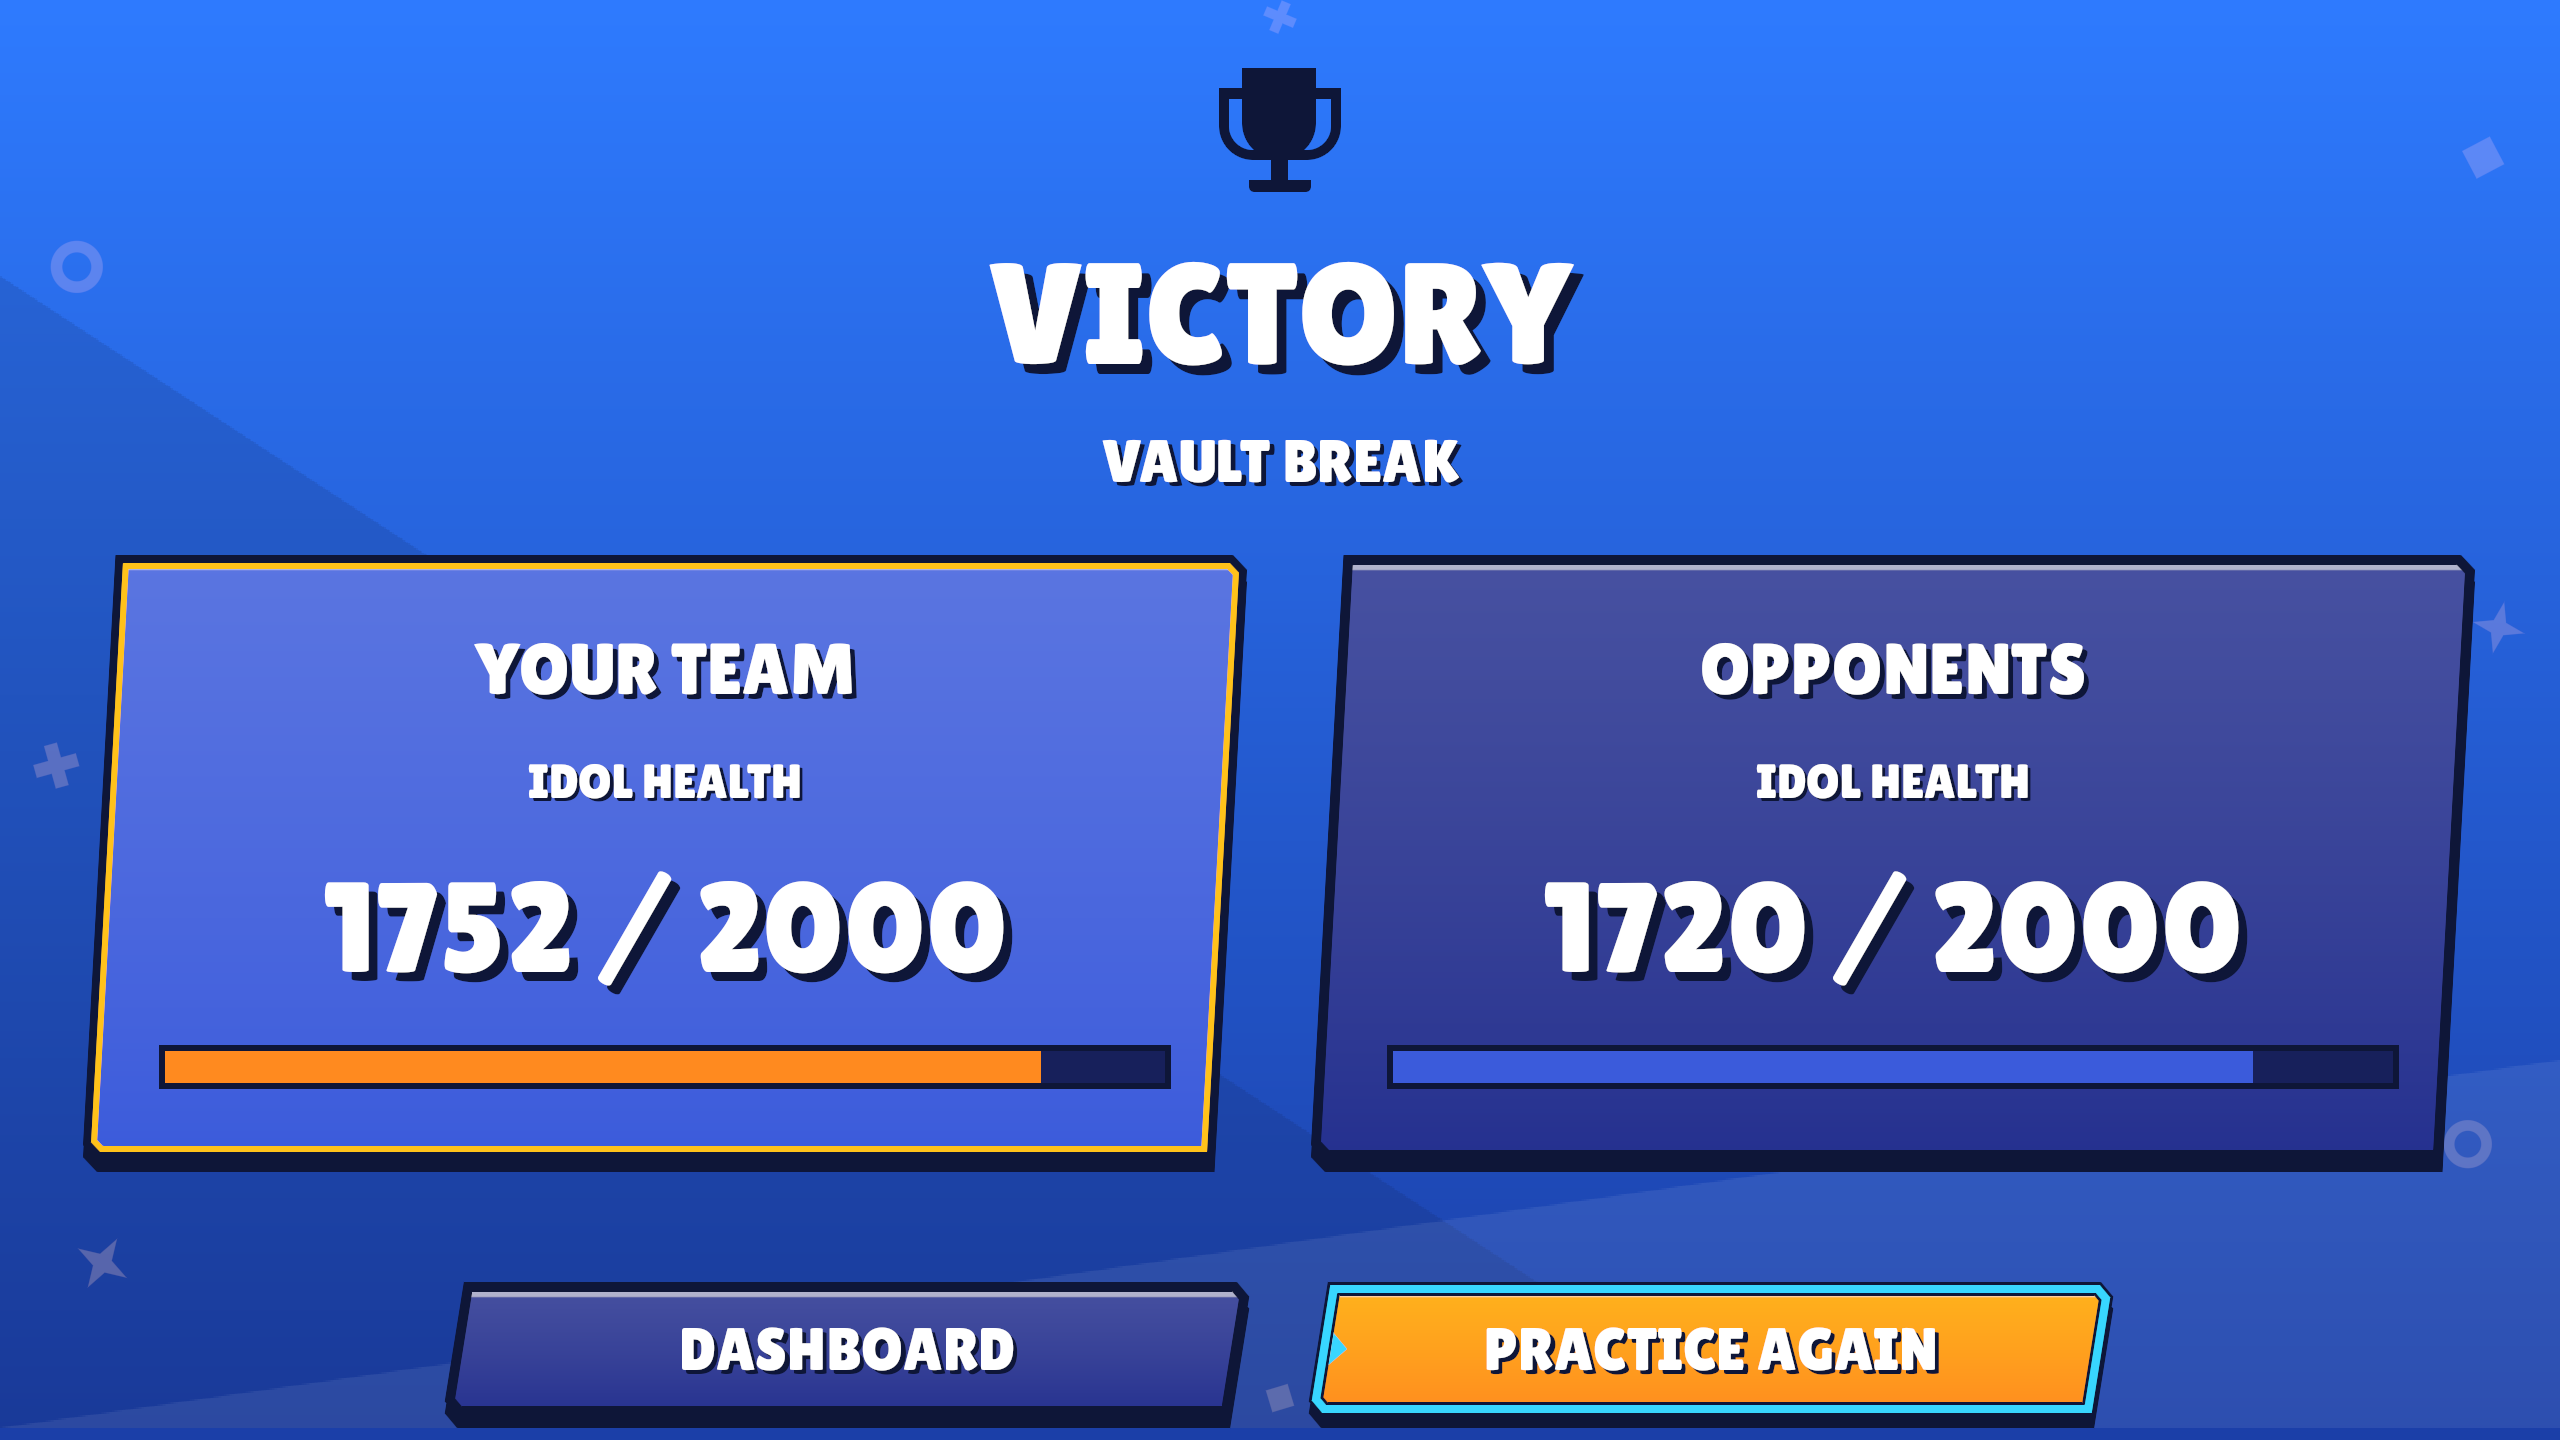 VICTORY
VAULT BREAK
YOUR TEAM
IDOL HEALTH
1752 / 2000
OPPONENTS
IDOL HEALTH
1720 / 2000
DASHBOARD
PRACTICE AGAIN